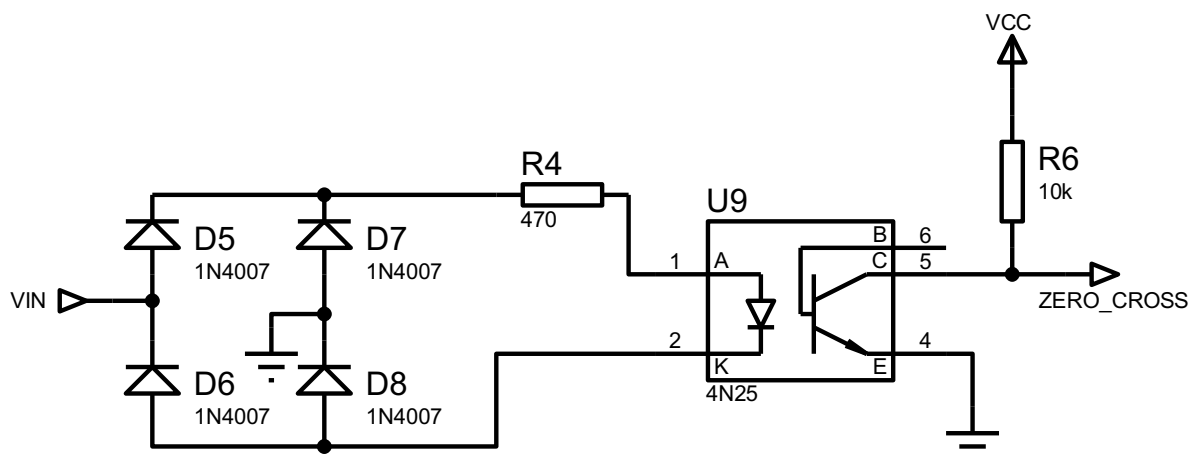 VCC
R4
470
R6
10k
U9
D5
1N4007
D7
1N4007
B
6
1
A
C
5
VIN
ZERO_CROSS
2
K
E
4
D6
1N4007
D8
1N4007
4N25